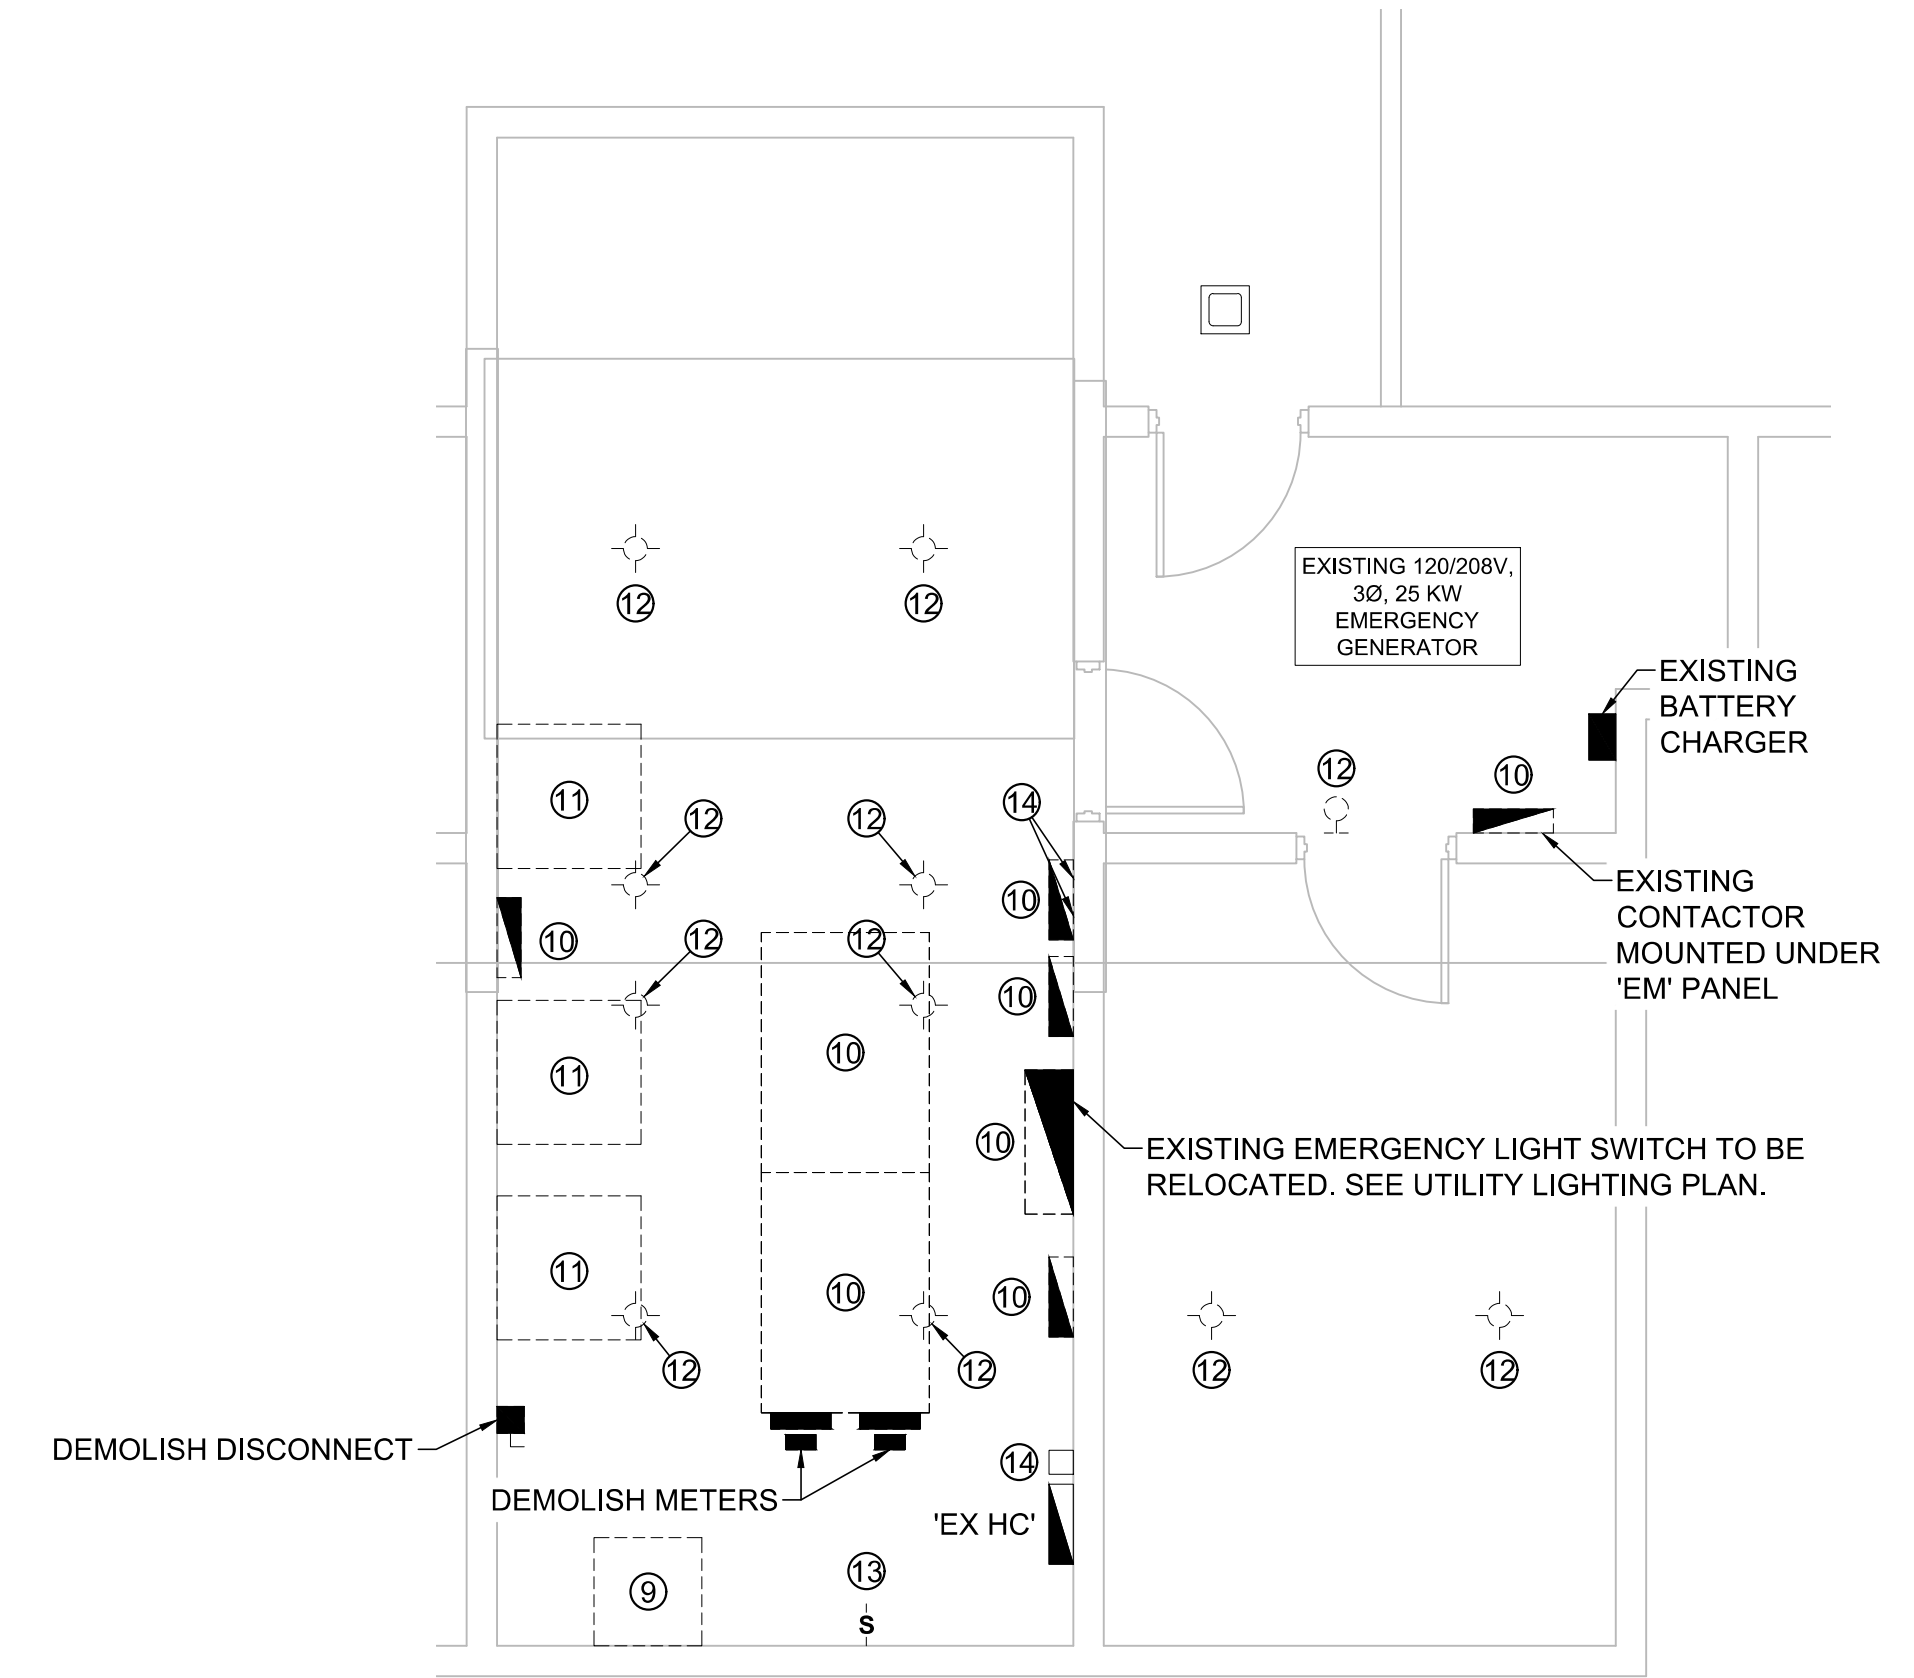 EXISTING 120/208V,
3Ø, 25 KW
EMERGENCY
GENERATOR
12
12
EXISTING
BATTERY
CHARGER
12
10
11
12
12
14
10
EXISTING
CONTACTOR
MOUNTED UNDER
'EM' PANEL
10
12
12
10
10
11
10
EXISTING EMERGENCY LIGHT SWITCH TO BE
RELOCATED. SEE UTILITY LIGHTING PLAN.
11
10
10
12
12
12
12
DEMOLISH DISCONNECT
DEMOLISH METERS
14
'EX HC'
13
9
S